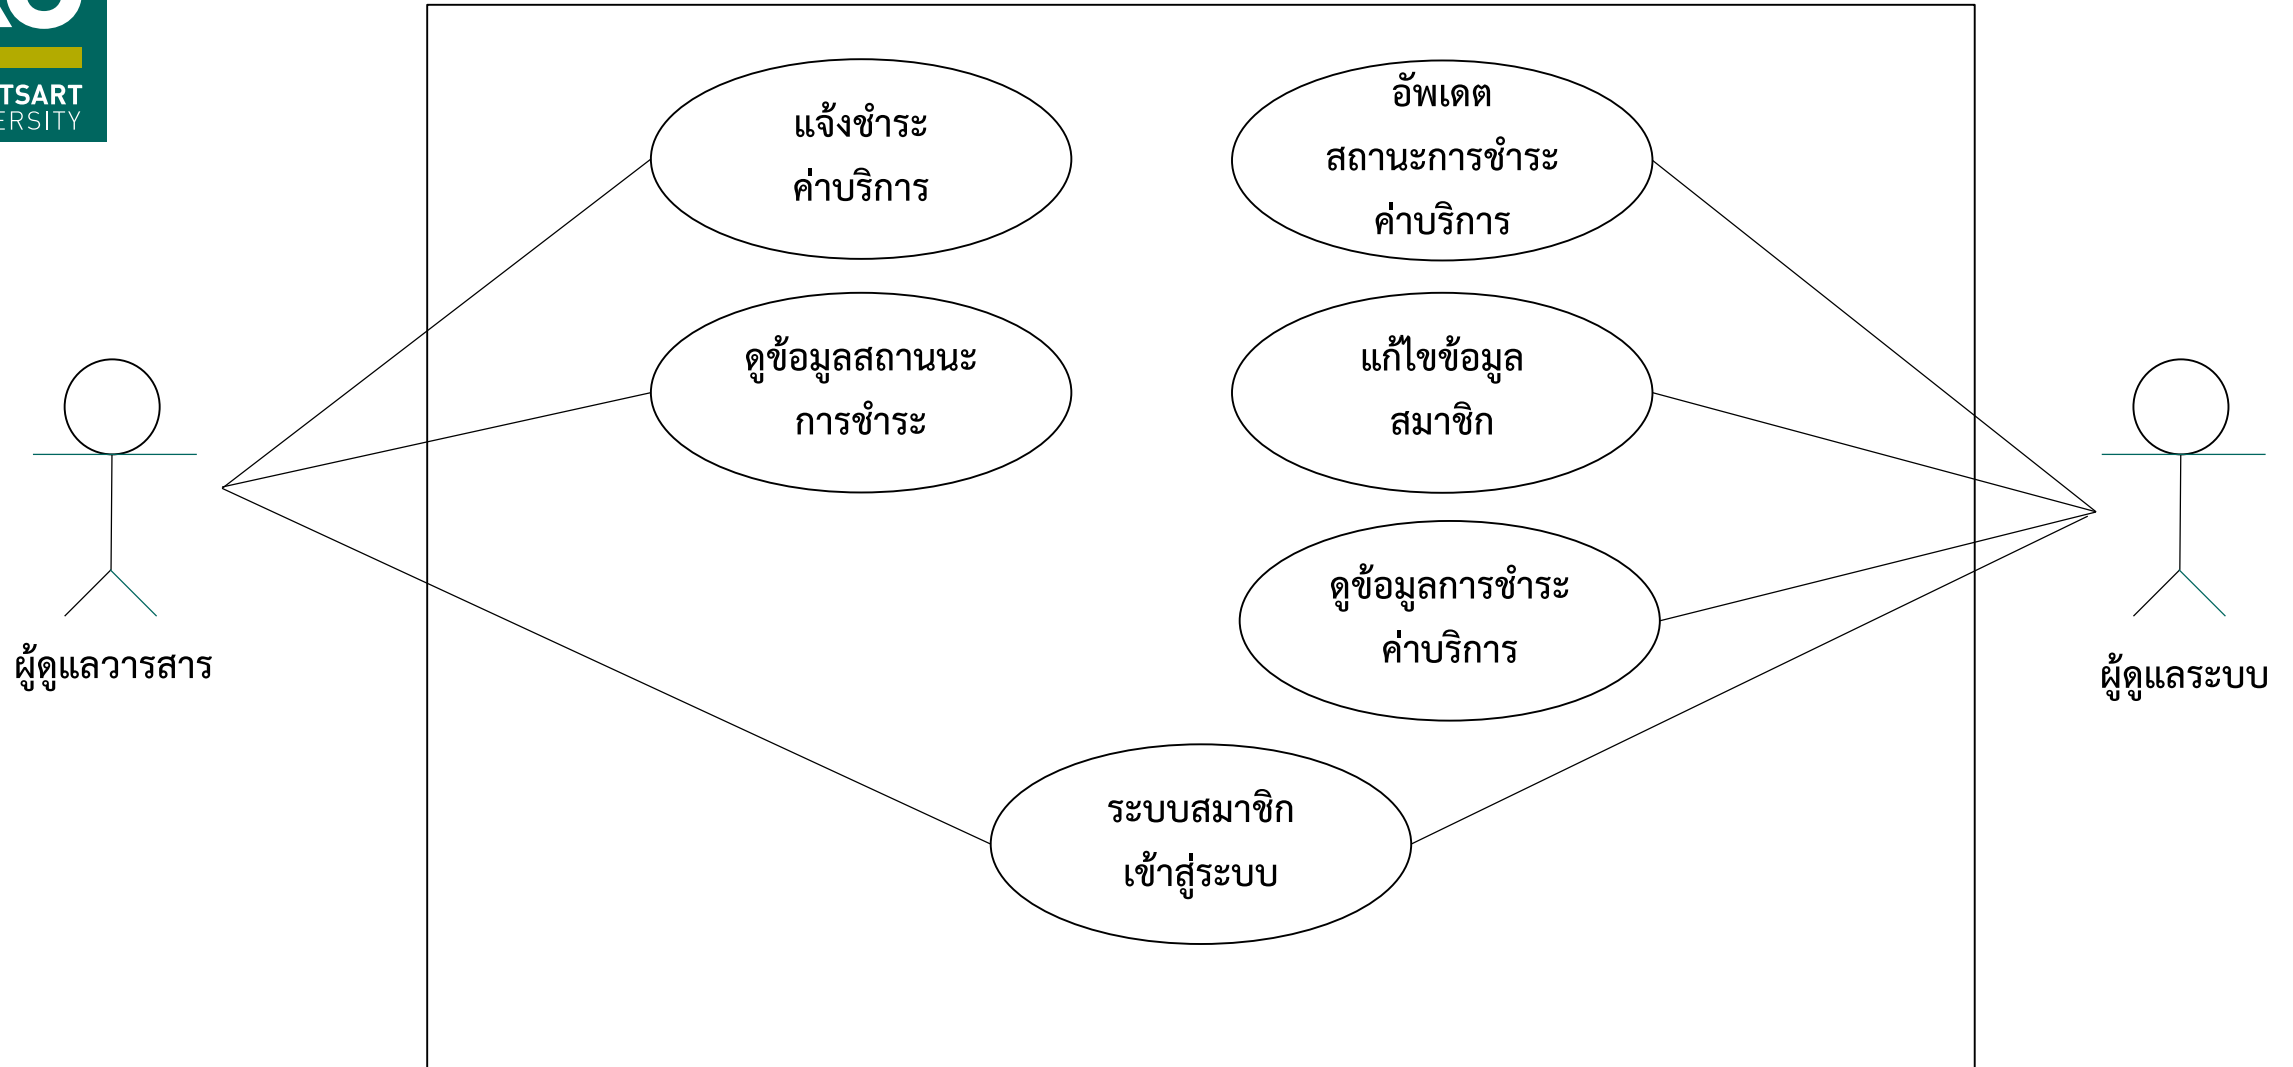 TSART
ERSITY
แจ้งชำระ
ค่าบริการ
อัพเดต
สถานะการชำระ
ค่าบริการ
ดูข้อมูลสถานนะ
การชำระ
แก้ไขข้อมูล
สมาชิก
ดูข้อมูลการชำระ
ค่าบริการ
ผู้ดูแลวารสาร
ผู้ดูแลระบบ
ระบบสมาชิก
เข้าสู่ระบบ